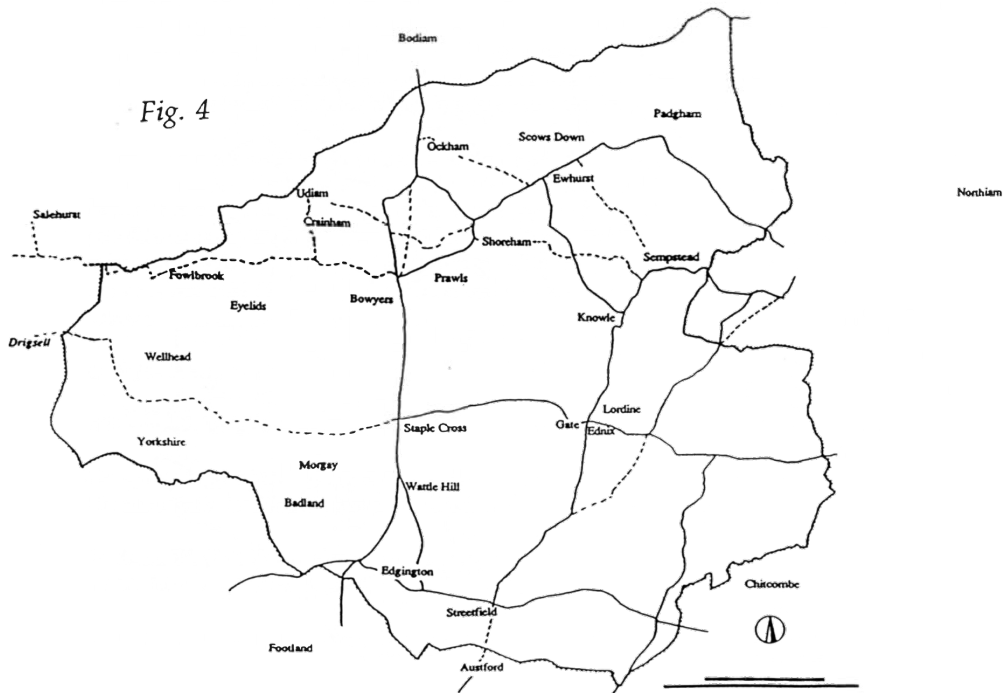 Bodiam
Fig. 4
Padgham
Scows Down
Ockham
Ewhurst
Udiam
Northiam
Salehurst
Crainham
Shoreham
Sempstead
Fowlbrook
Prawls
Eyelids
Bowyers
Knowle
Drigsell
Wellhead
Lordine
Gate
Staple Cross
Ednix
Yorkshire
Morgay
Wattle Hill
Badland
Edgington
Chitcombe
Streetfield
Footland
Austford